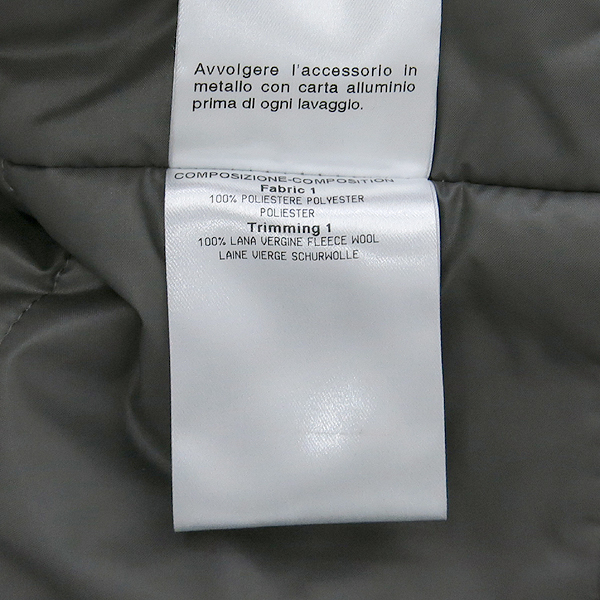 Avvolgere l'accessorio in
metallo con carta alluminio
prima di ogni lavaggio.
COMPOSIZIONE-COMPOSITION
Fabric 1
100% POLIESTERE POLYESTER
POLIESTER
Trimming 1
100% LANA VERGINE FLEECE WOOL
LAINE VIERGE SCHURWOLLE